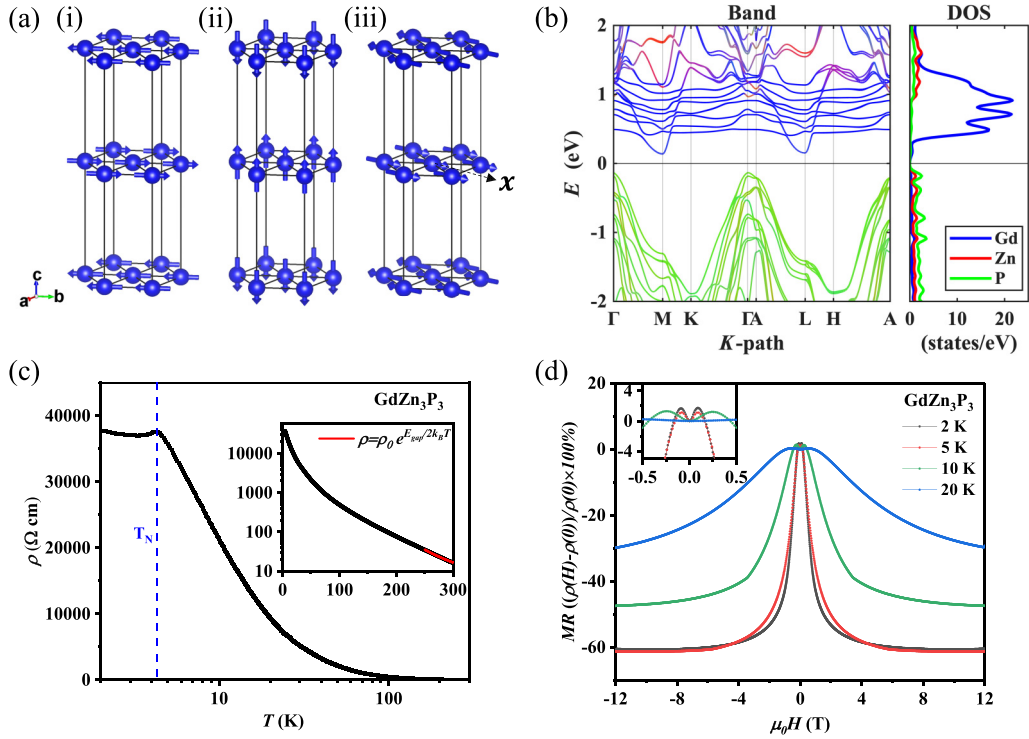 (a)
(i)
(ii)
(iii)
x
c
a
b
(b)
Band
DOS
E (eV)
2
1
0
-1
-2
Γ M K ΓA L H A
K-path
Gd
Zn
P
0 10 20
(states/eV)
(c)
GdZn₃P₃
ρ (Ω cm)
40000
30000
20000
10000
0
T_N
ρ=ρ₀ e^{E_gap/2k_BT}
10000
1000
100
10
0 100 200 300
10 100
T (K)
(d)
GdZn₃P₃
2 K
5 K
10 K
20 K
MR ((ρ(H)-ρ(0))/ρ(0)×100%)
20
0
-20
-40
-60
4
0
-4
-0.5 0.0 0.5
-12 -8 -4 0 4 8 12
μ₀H (T)